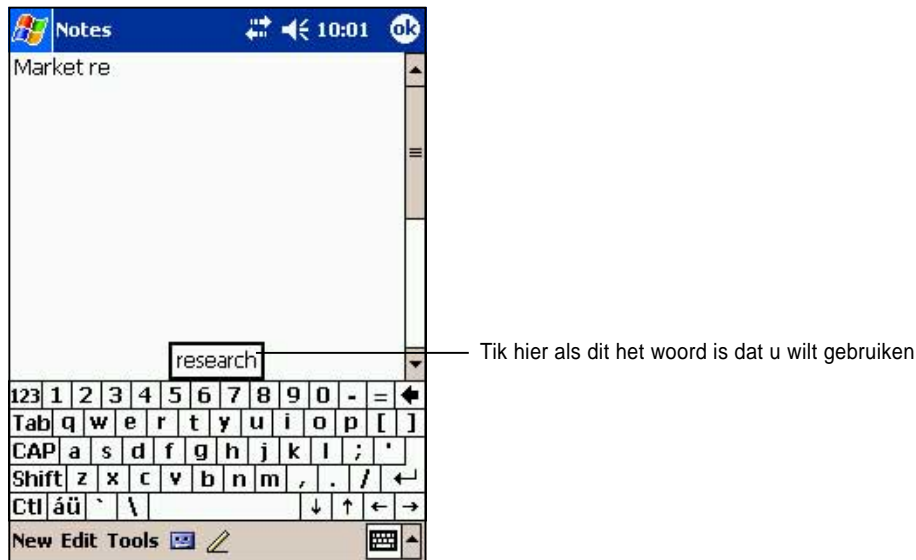 Notes 10:01 ok
Market re
research
Tik hier als dit het woord is dat u wilt gebruiken
123 1 2 3 4 5 6 7 8 9 0 - = ←
Tab q w e r t y u i o p [ ]
CAP a s d f g h j k l ; '
Shift z x c v b n m , . / ↵
Ctl áü ` \ ↓ ↑ ← →
New Edit Tools